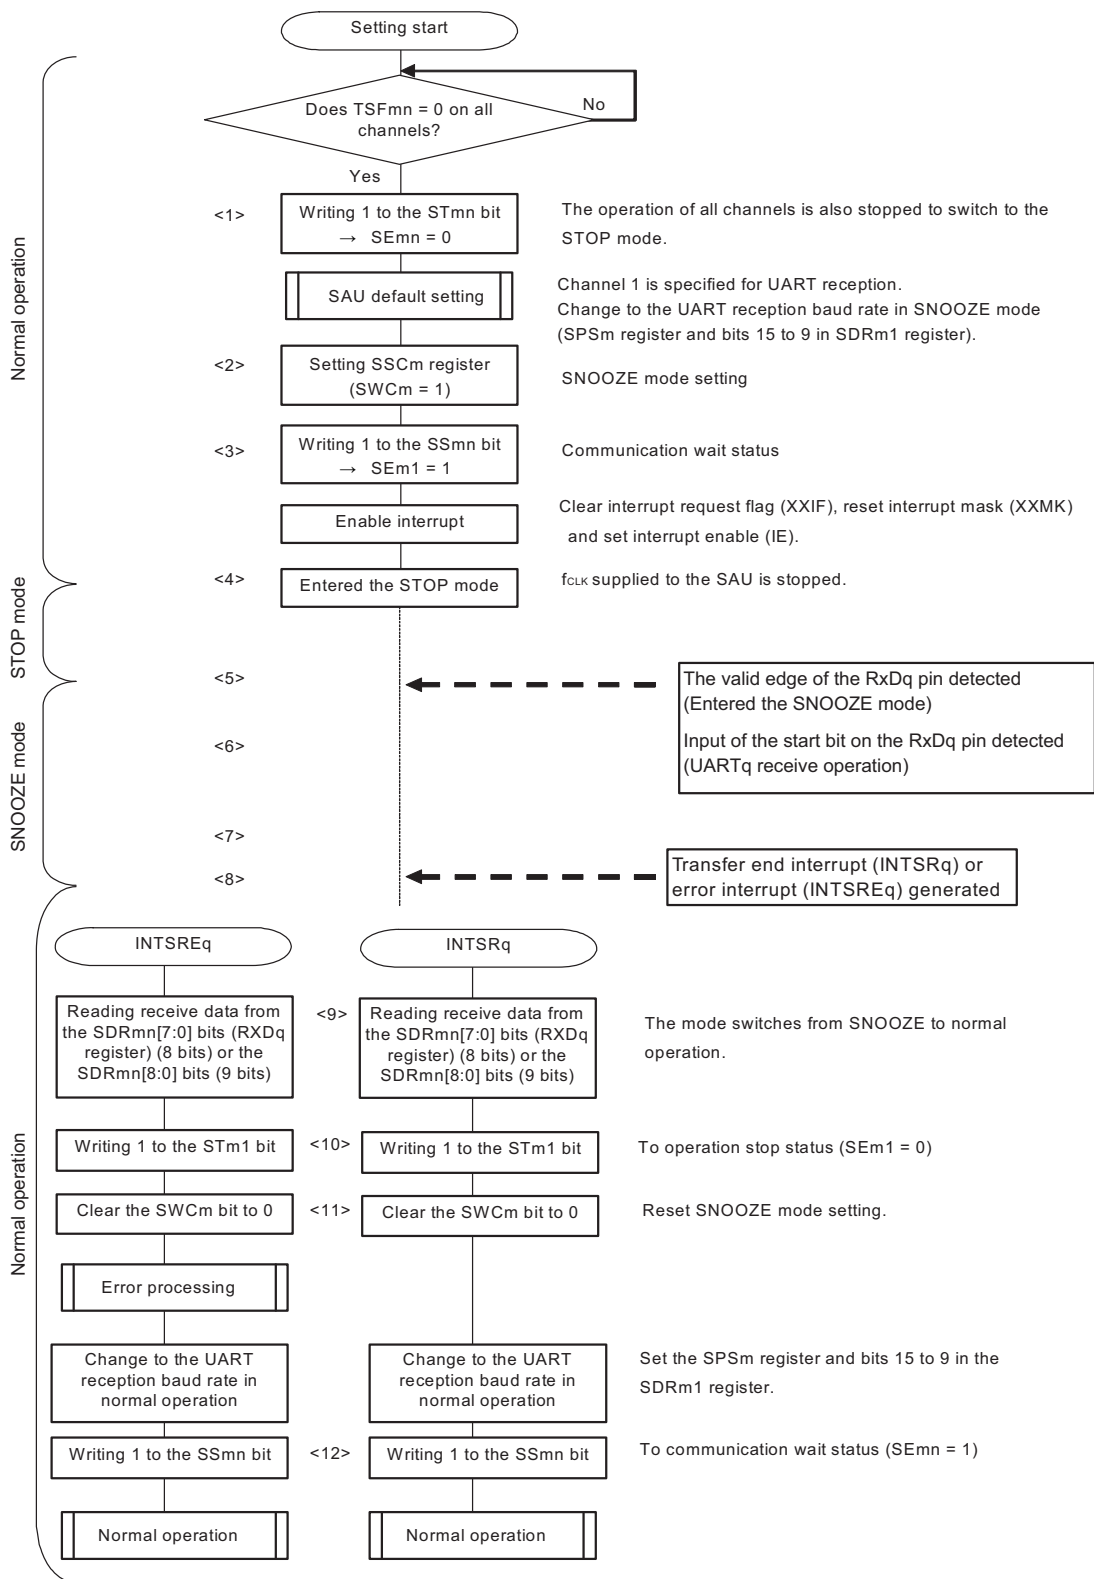 Setting start
Does TSFmn = 0 on all
channels?
No
Yes
Normal operation
<1>
Writing 1 to the STmn bit
→ SEmn = 0
The operation of all channels is also stopped to switch to the
STOP mode.
SAU default setting
Channel 1 is specified for UART reception.
Change to the UART reception baud rate in SNOOZE mode
(SPSm register and bits 15 to 9 in SDRm1 register).
<2>
Setting SSCm register
(SWCm = 1)
SNOOZE mode setting
<3>
Writing 1 to the SSmn bit
→ SEm1 = 1
Communication wait status
Enable interrupt
Clear interrupt request flag (XXIF), reset interrupt mask (XXMK)
and set interrupt enable (IE).
<4>
Entered the STOP mode
fCLK supplied to the SAU is stopped.
STOP mode
<5>
The valid edge of the RxDq pin detected
(Entered the SNOOZE mode)
SNOOZE mode
<6>
Input of the start bit on the RxDq pin detected
(UARTq receive operation)
<7>
<8>
Transfer end interrupt (INTSRq) or
error interrupt (INTSREq) generated
Normal operation
INTSREq
INTSRq
Reading receive data from
the SDRmn[7:0] bits (RXDq
register) (8 bits) or the
SDRmn[8:0] bits (9 bits)
<9>
Reading receive data from
the SDRmn[7:0] bits (RXDq
register) (8 bits) or the
SDRmn[8:0] bits (9 bits)
The mode switches from SNOOZE to normal
operation.
Writing 1 to the STm1 bit
<10>
Writing 1 to the STm1 bit
To operation stop status (SEm1 = 0)
Clear the SWCm bit to 0
<11>
Clear the SWCm bit to 0
Reset SNOOZE mode setting.
Error processing
Change to the UART
reception baud rate in
normal operation
Change to the UART
reception baud rate in
normal operation
Set the SPSm register and bits 15 to 9 in the
SDRm1 register.
Writing 1 to the SSmn bit
<12>
Writing 1 to the SSmn bit
To communication wait status (SEmn = 1)
Normal operation
Normal operation